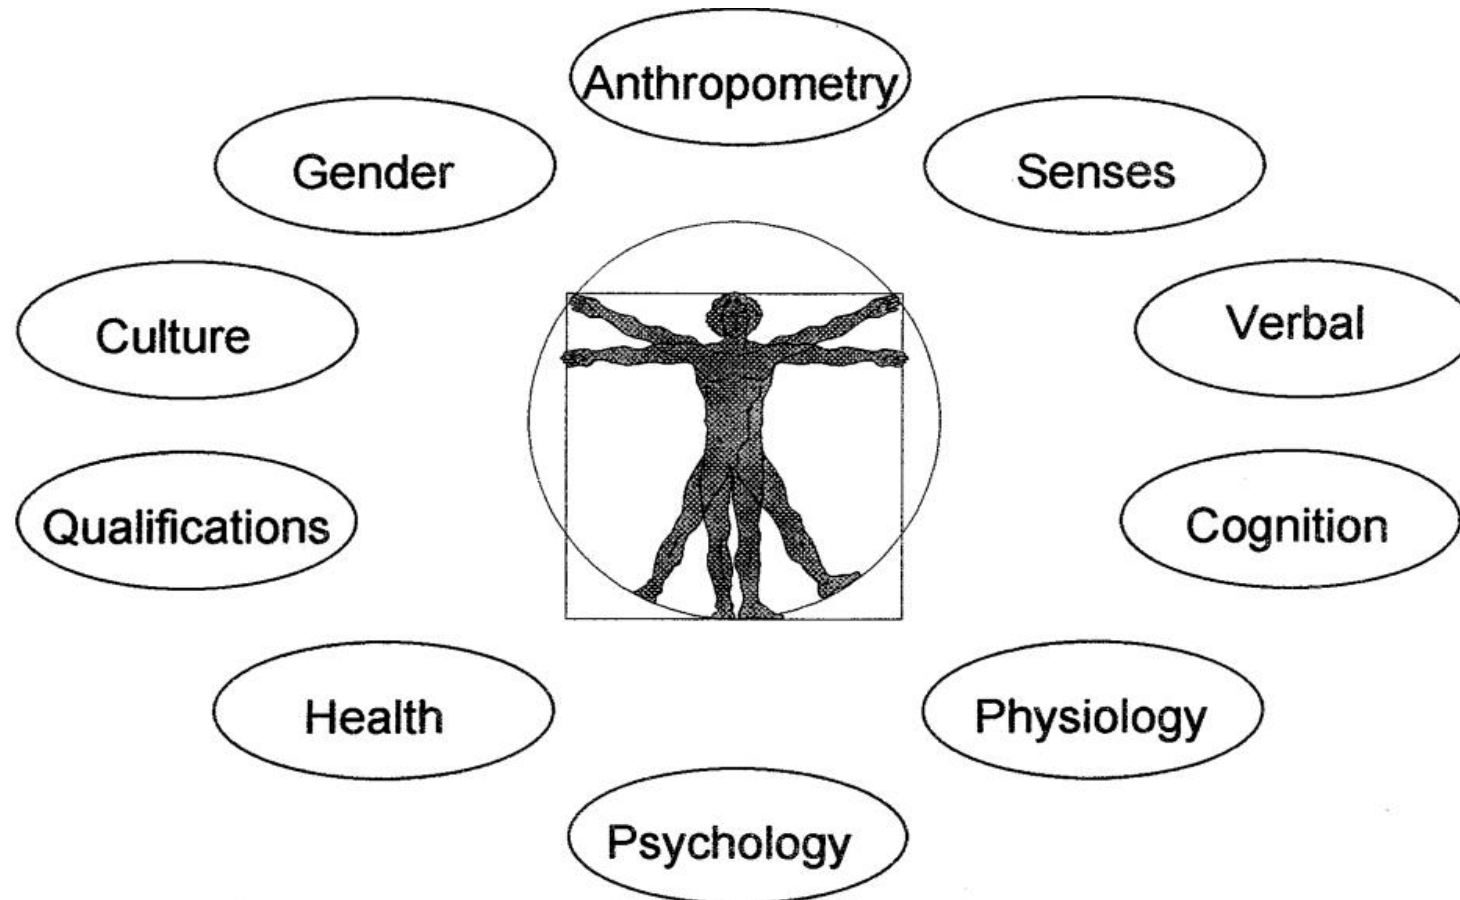 Anthropometry
Gender
Senses
Culture
Verbal
Qualifications
Cognition
Health
Physiology
Psychology